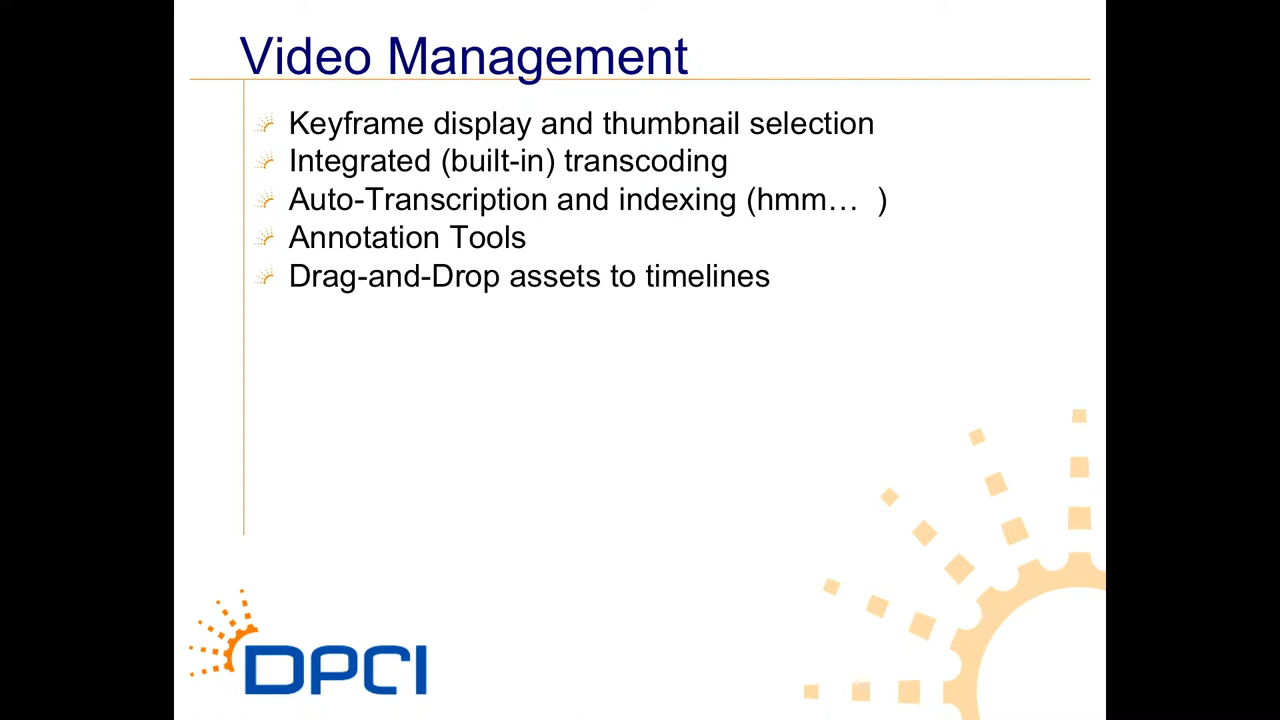 Video Management
Keyframe display and thumbnail selection
Integrated (built-in) transcoding
Auto-Transcription and indexing (hmm… )
Annotation Tools
Drag-and-Drop assets to timelines
DPCI